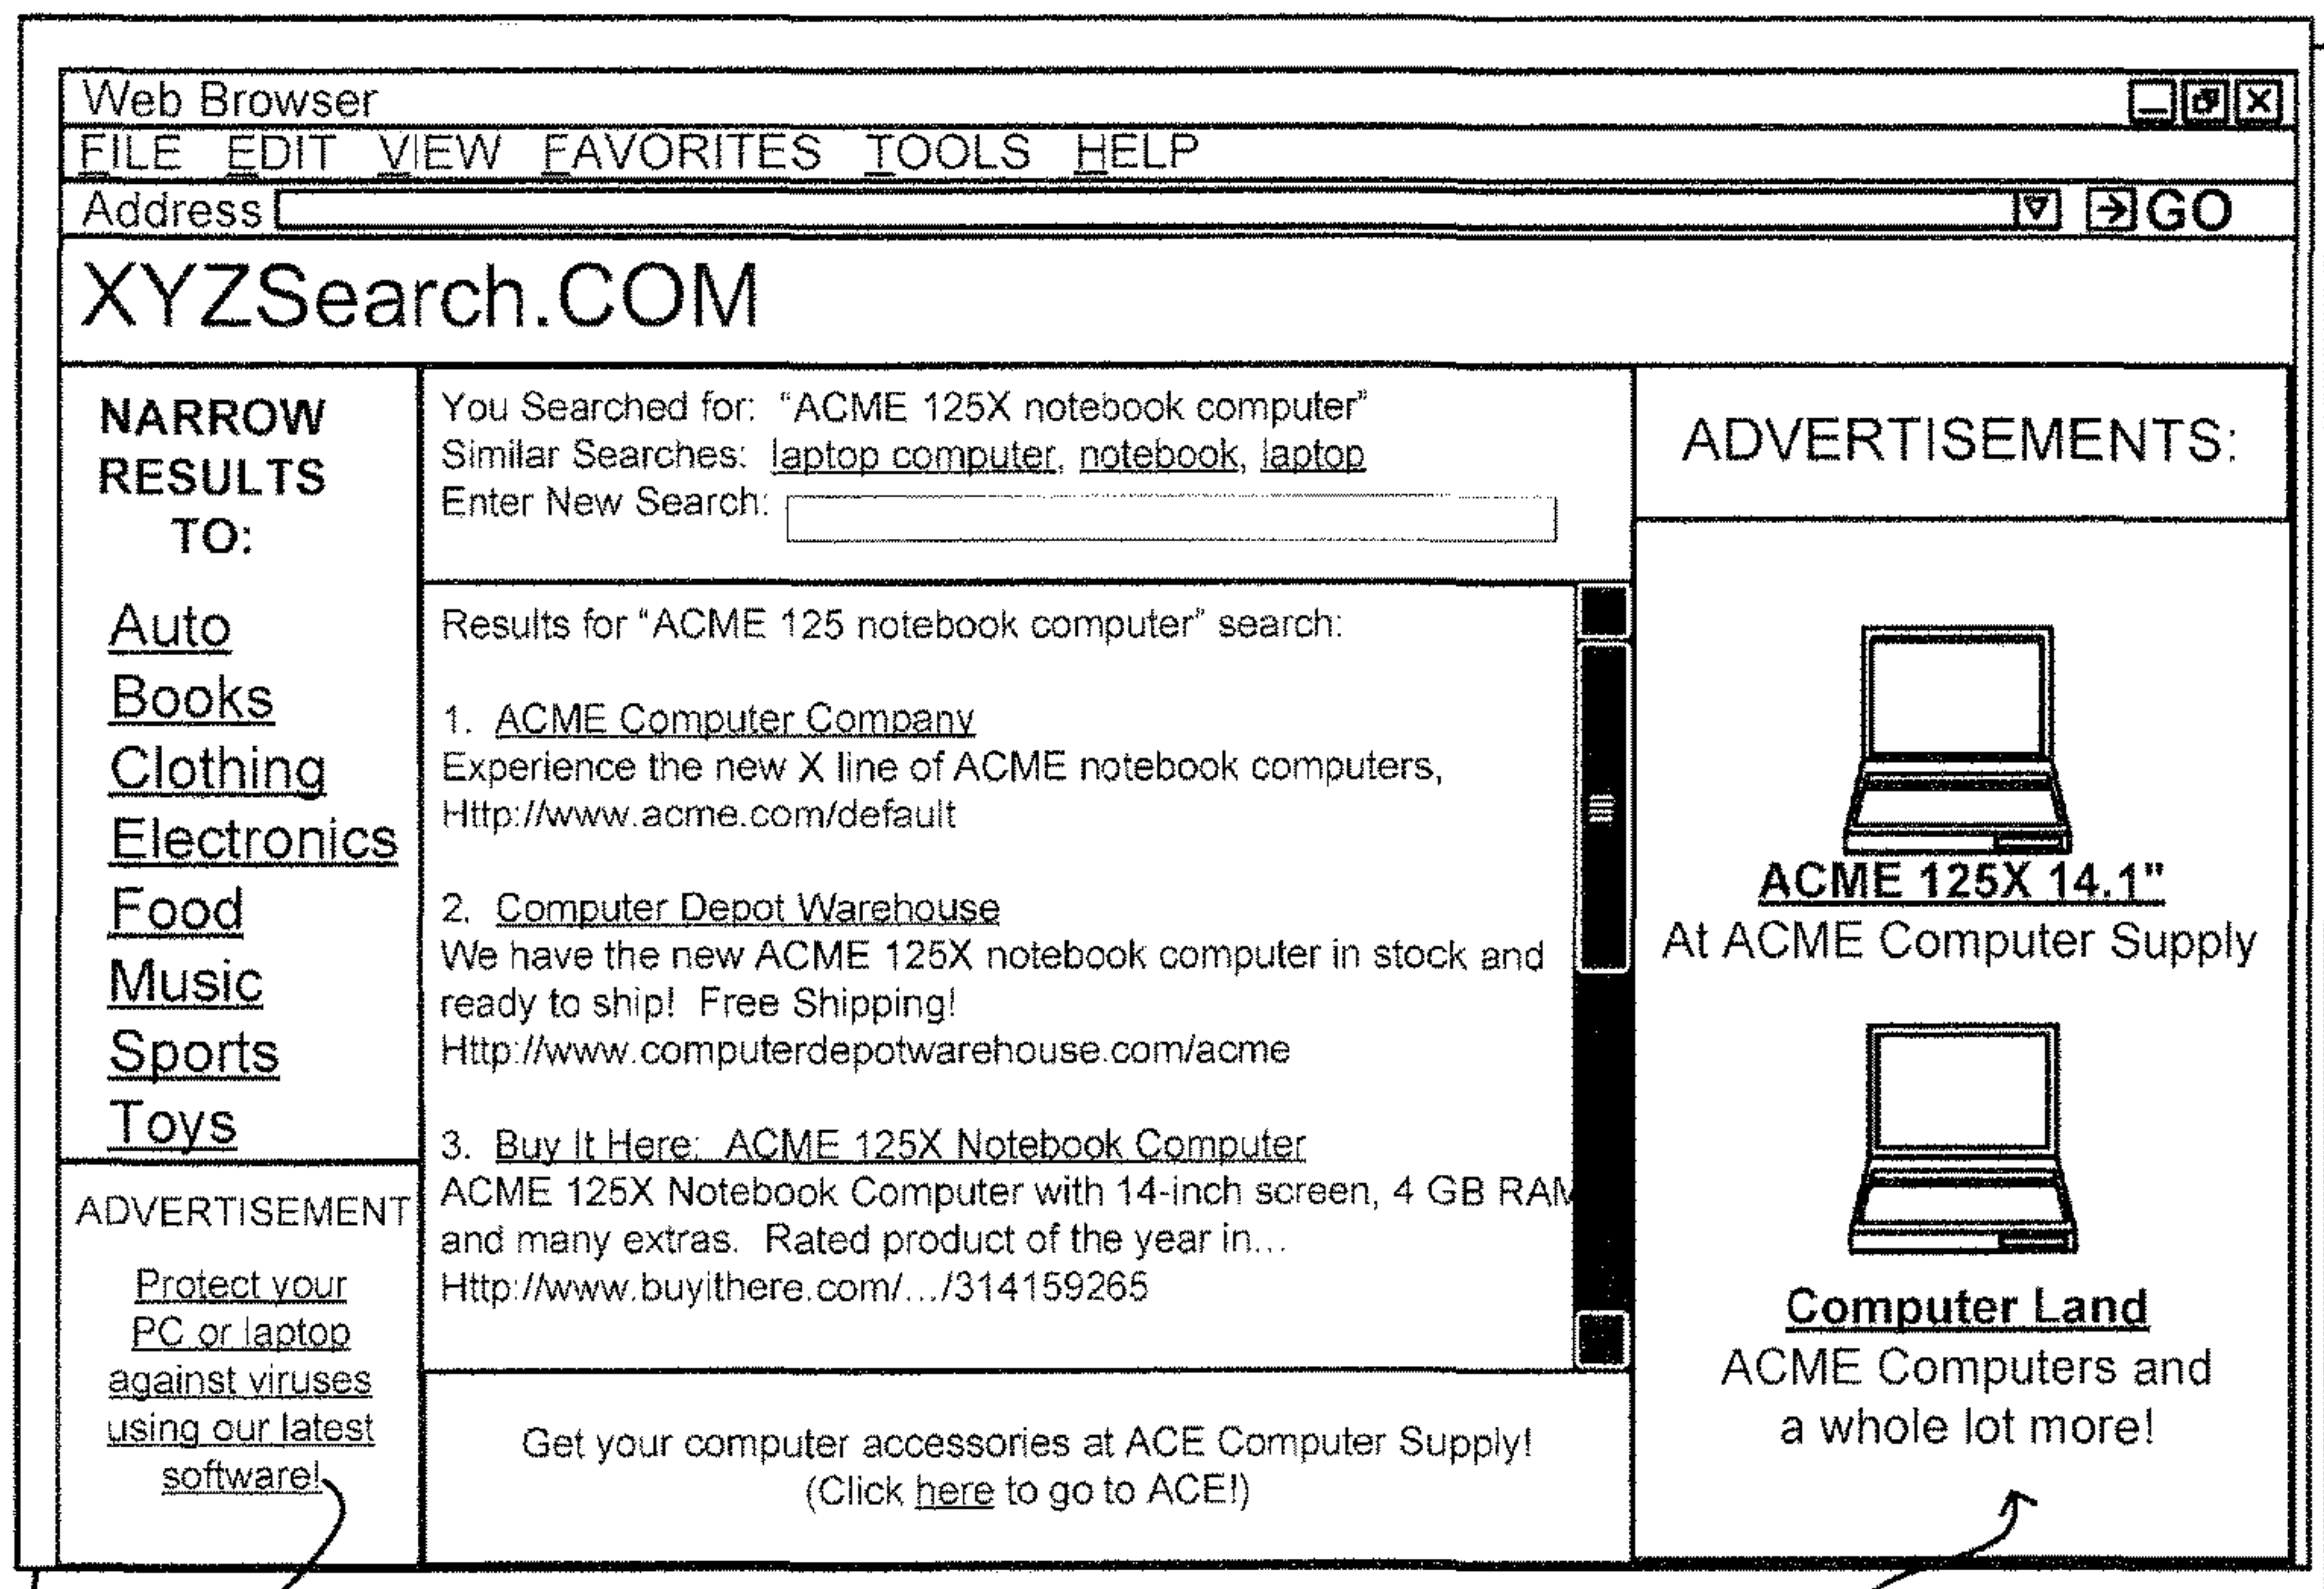 Web Browser
FILE EDIT VIEW FAVORITES TOOLS HELP
Address GO
XYZSearch.COM
NARROW
RESULTS
TO:
Auto
Books
Clothing
Electronics
Food
Music
Sports
Toys
ADVERTISEMENT
Protect your
PC or laptop
against viruses
using our latest
software!
You Searched for: “ACME 125X notebook computer”
Similar Searches: laptop computer, notebook, laptop
Enter New Search:
Results for “ACME 125 notebook computer” search:
1. ACME Computer Company
Experience the new X line of ACME notebook computers,
Http://www.acme.com/default
2. Computer Depot Warehouse
We have the new ACME 125X notebook computer in stock and
ready to ship! Free Shipping!
Http://www.computerdepotwarehouse.com/acme
3. Buy It Here: ACME 125X Notebook Computer
ACME 125X Notebook Computer with 14-inch screen, 4 GB RAM
and many extras. Rated product of the year in...
Http://www.buyithere.com/.../314159265
Get your computer accessories at ACE Computer Supply!
(Click here to go to ACE!)
ADVERTISEMENTS:
ACME 125X 14.1"
At ACME Computer Supply
Computer Land
ACME Computers and
a whole lot more!